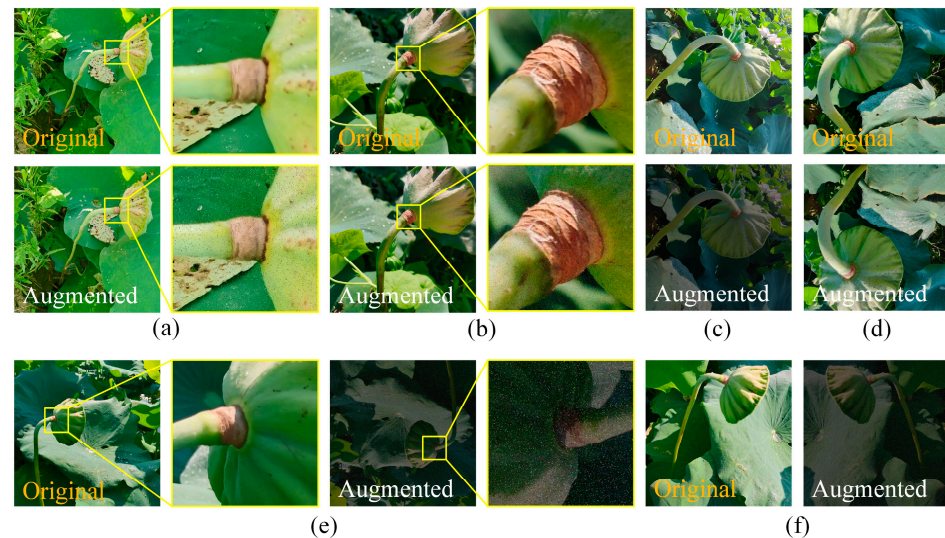 Original
Original
Original
Original
Augmented
Augmented
Augmented
Augmented
(a)
(b)
(c)
(d)
Original
Augmented
Original
Augmented
(e)
(f)